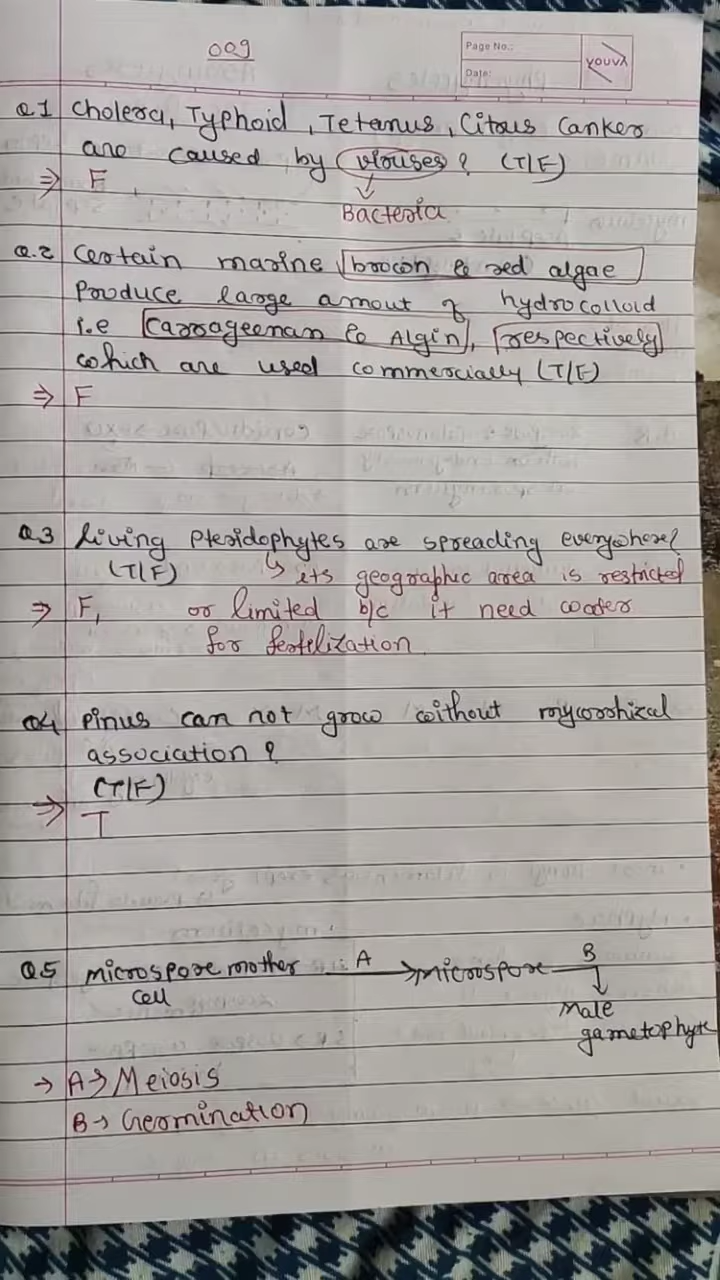 009
Page No.:
Date:
YOUVA
Q.1 Cholera, Typhoid, Tetanus, Citrus Canker
are caused by viruses? (T/F)
⇒ F,
Bacteria
Q.2 Certain marine brown & red algae
Produce large amout of hydrocolloid
i.e Carrageenan & Algin, respectively
which are used commercially (T/F)
⇒ F
Q3 living Pteridophytes are spreading everywhere?
(T/F) ↳ its geographic area is restricted
⇒ F, or limited b/c it need water
for fertilization.
Q4 Pinus can not grow without mycorrhizal
association?
(T/F)
⇒ T
Q5 Microspore mother A → Microspore B
cell ↓
Male
gametophyte
→ A → Meiosis
B → Germination